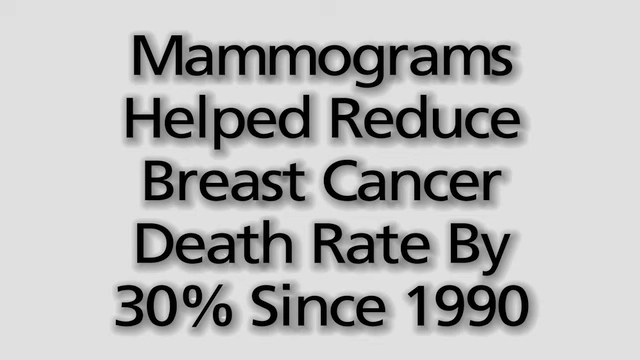 Mammograms
Helped Reduce
Breast Cancer
Death Rate By
30% Since 1990